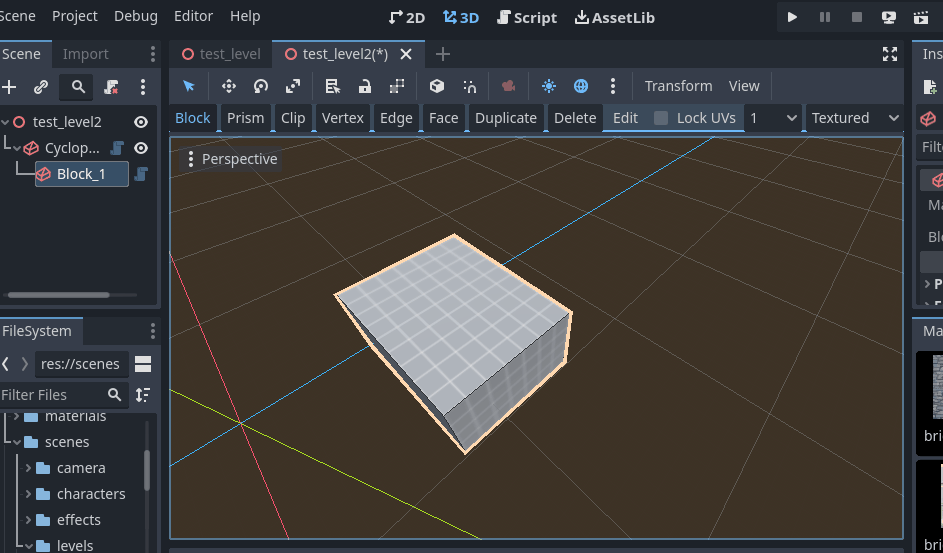 Scene Project Debug Editor Help 2D 3D Script AssetLib
Scene Import
test_level test_level2(*)
Ins
Transform View
Block Prism Clip Vertex Edge Face Duplicate Delete Edit Lock UVs 1 Textured
test_level2
Cyclop...
Block_1
Perspective
Filte
Ma
Blo
P
FileSystem
Ma
res://scenes
Filter Files
materials
scenes
camera
characters
effects
levels
bri
bri